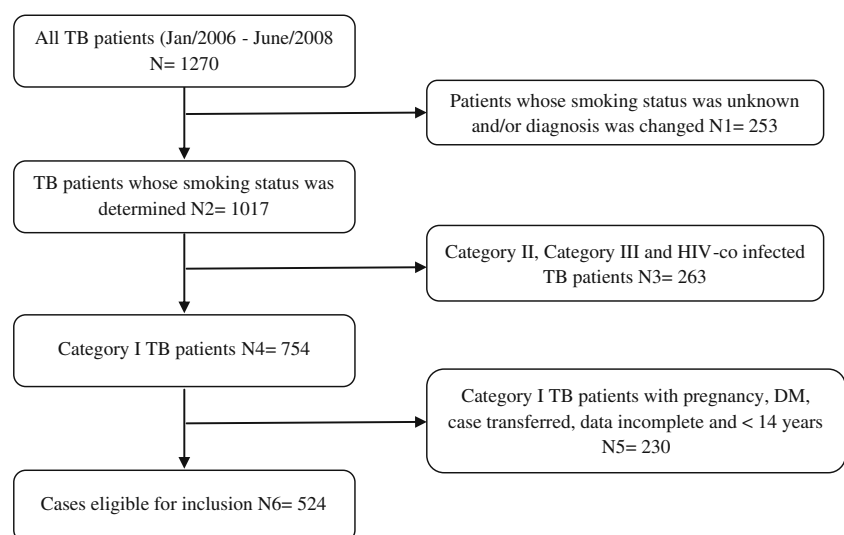 All TB patients (Jan/2006 - June/2008
N= 1270
Patients whose smoking status was unknown
and/or diagnosis was changed N1= 253
TB patients whose smoking status was
determined N2= 1017
Category II, Category III and HIV-co infected
TB patients N3= 263
Category I TB patients N4= 754
Category I TB patients with pregnancy, DM,
case transferred, data incomplete and < 14 years
N5= 230
Cases eligible for inclusion N6= 524